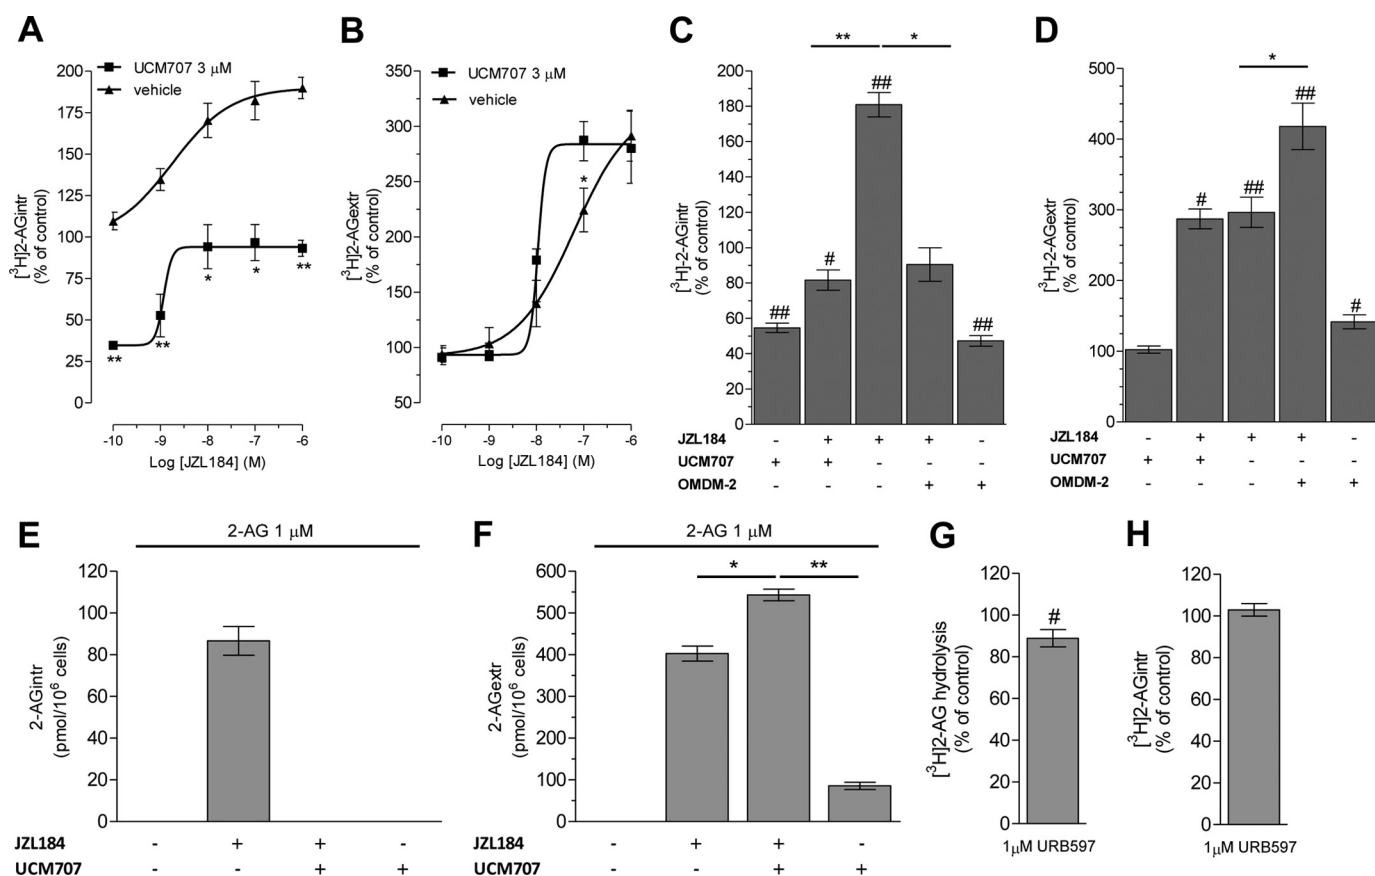 A
UCM707 3 μM
vehicle
[³H]2-AGintr
(% of control)
200
175
150
125
100
75
50
25
0
**
**
*
*
**
-10 -9 -8 -7 -6
Log [JZL184] (M)
B
UCM707 3 μM
vehicle
[³H]2-AGextr
(% of control)
350
300
250
200
150
100
50
*
-10 -9 -8 -7 -6
Log [JZL184] (M)
C
** *
[³H]-2-AGintr
(% of control)
200
180
160
140
120
100
80
60
40
20
0
## # ## ##
JZL184 - + + + -
UCM707 + + - - -
OMDM-2 - - - + +
D
*
[³H]-2-AGextr
(% of control)
500
400
300
200
100
0
# ## ## #
JZL184 - + + + -
UCM707 + + - - -
OMDM-2 - - - + +
E
2-AG 1 μM
2-AGintr
(pmol/10⁶ cells)
120
100
80
60
40
20
0
JZL184 - + + -
UCM707 - - + +
F
2-AG 1 μM
* **
2-AGextr
(pmol/10⁶ cells)
600
500
400
300
200
100
0
JZL184 - + + -
UCM707 - - + +
G
[³H]2-AG hydrolysis
(% of control)
120
100
80
60
40
20
0
#
1μM URB597
H
[³H]2-AGintr
(% of control)
120
100
80
60
40
20
0
1μM URB597